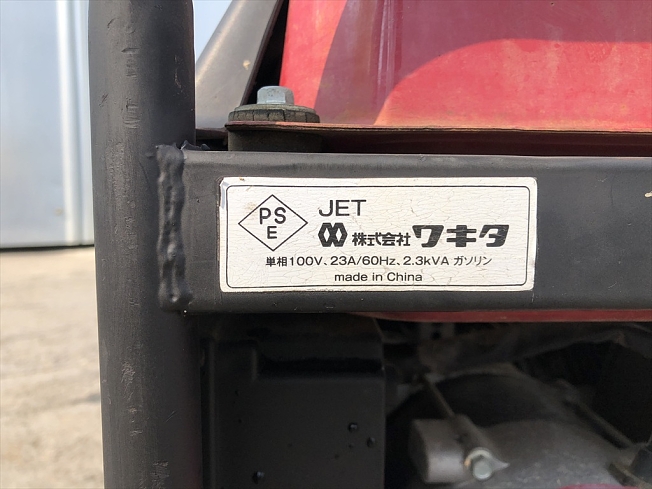 PS
E
JET
株式会社 ワキタ
単相100V、23A/60Hz、2.3kVA ガソリン
made in China